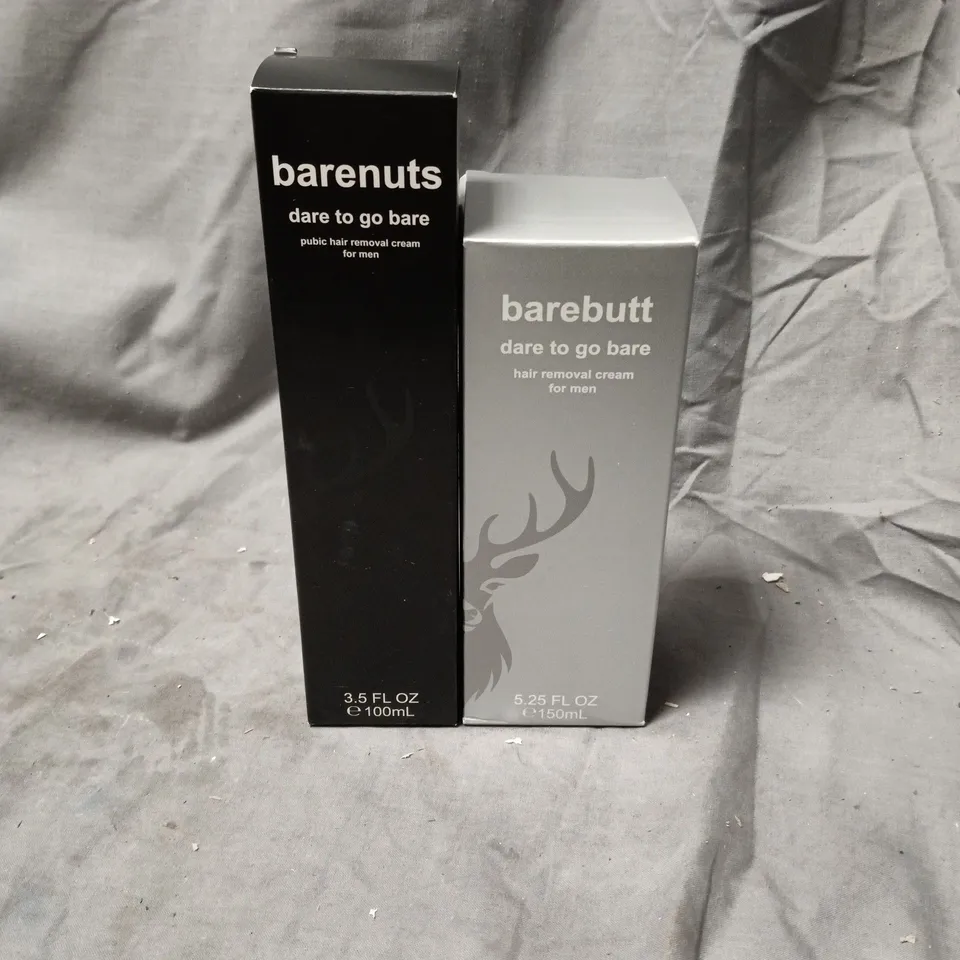 barenuts
dare to go bare
pubic hair removal cream
for men
3.5 FL OZ
℮ 100mL
barebutt
dare to go bare
hair removal cream
for men
5.25 FL OZ
℮150mL